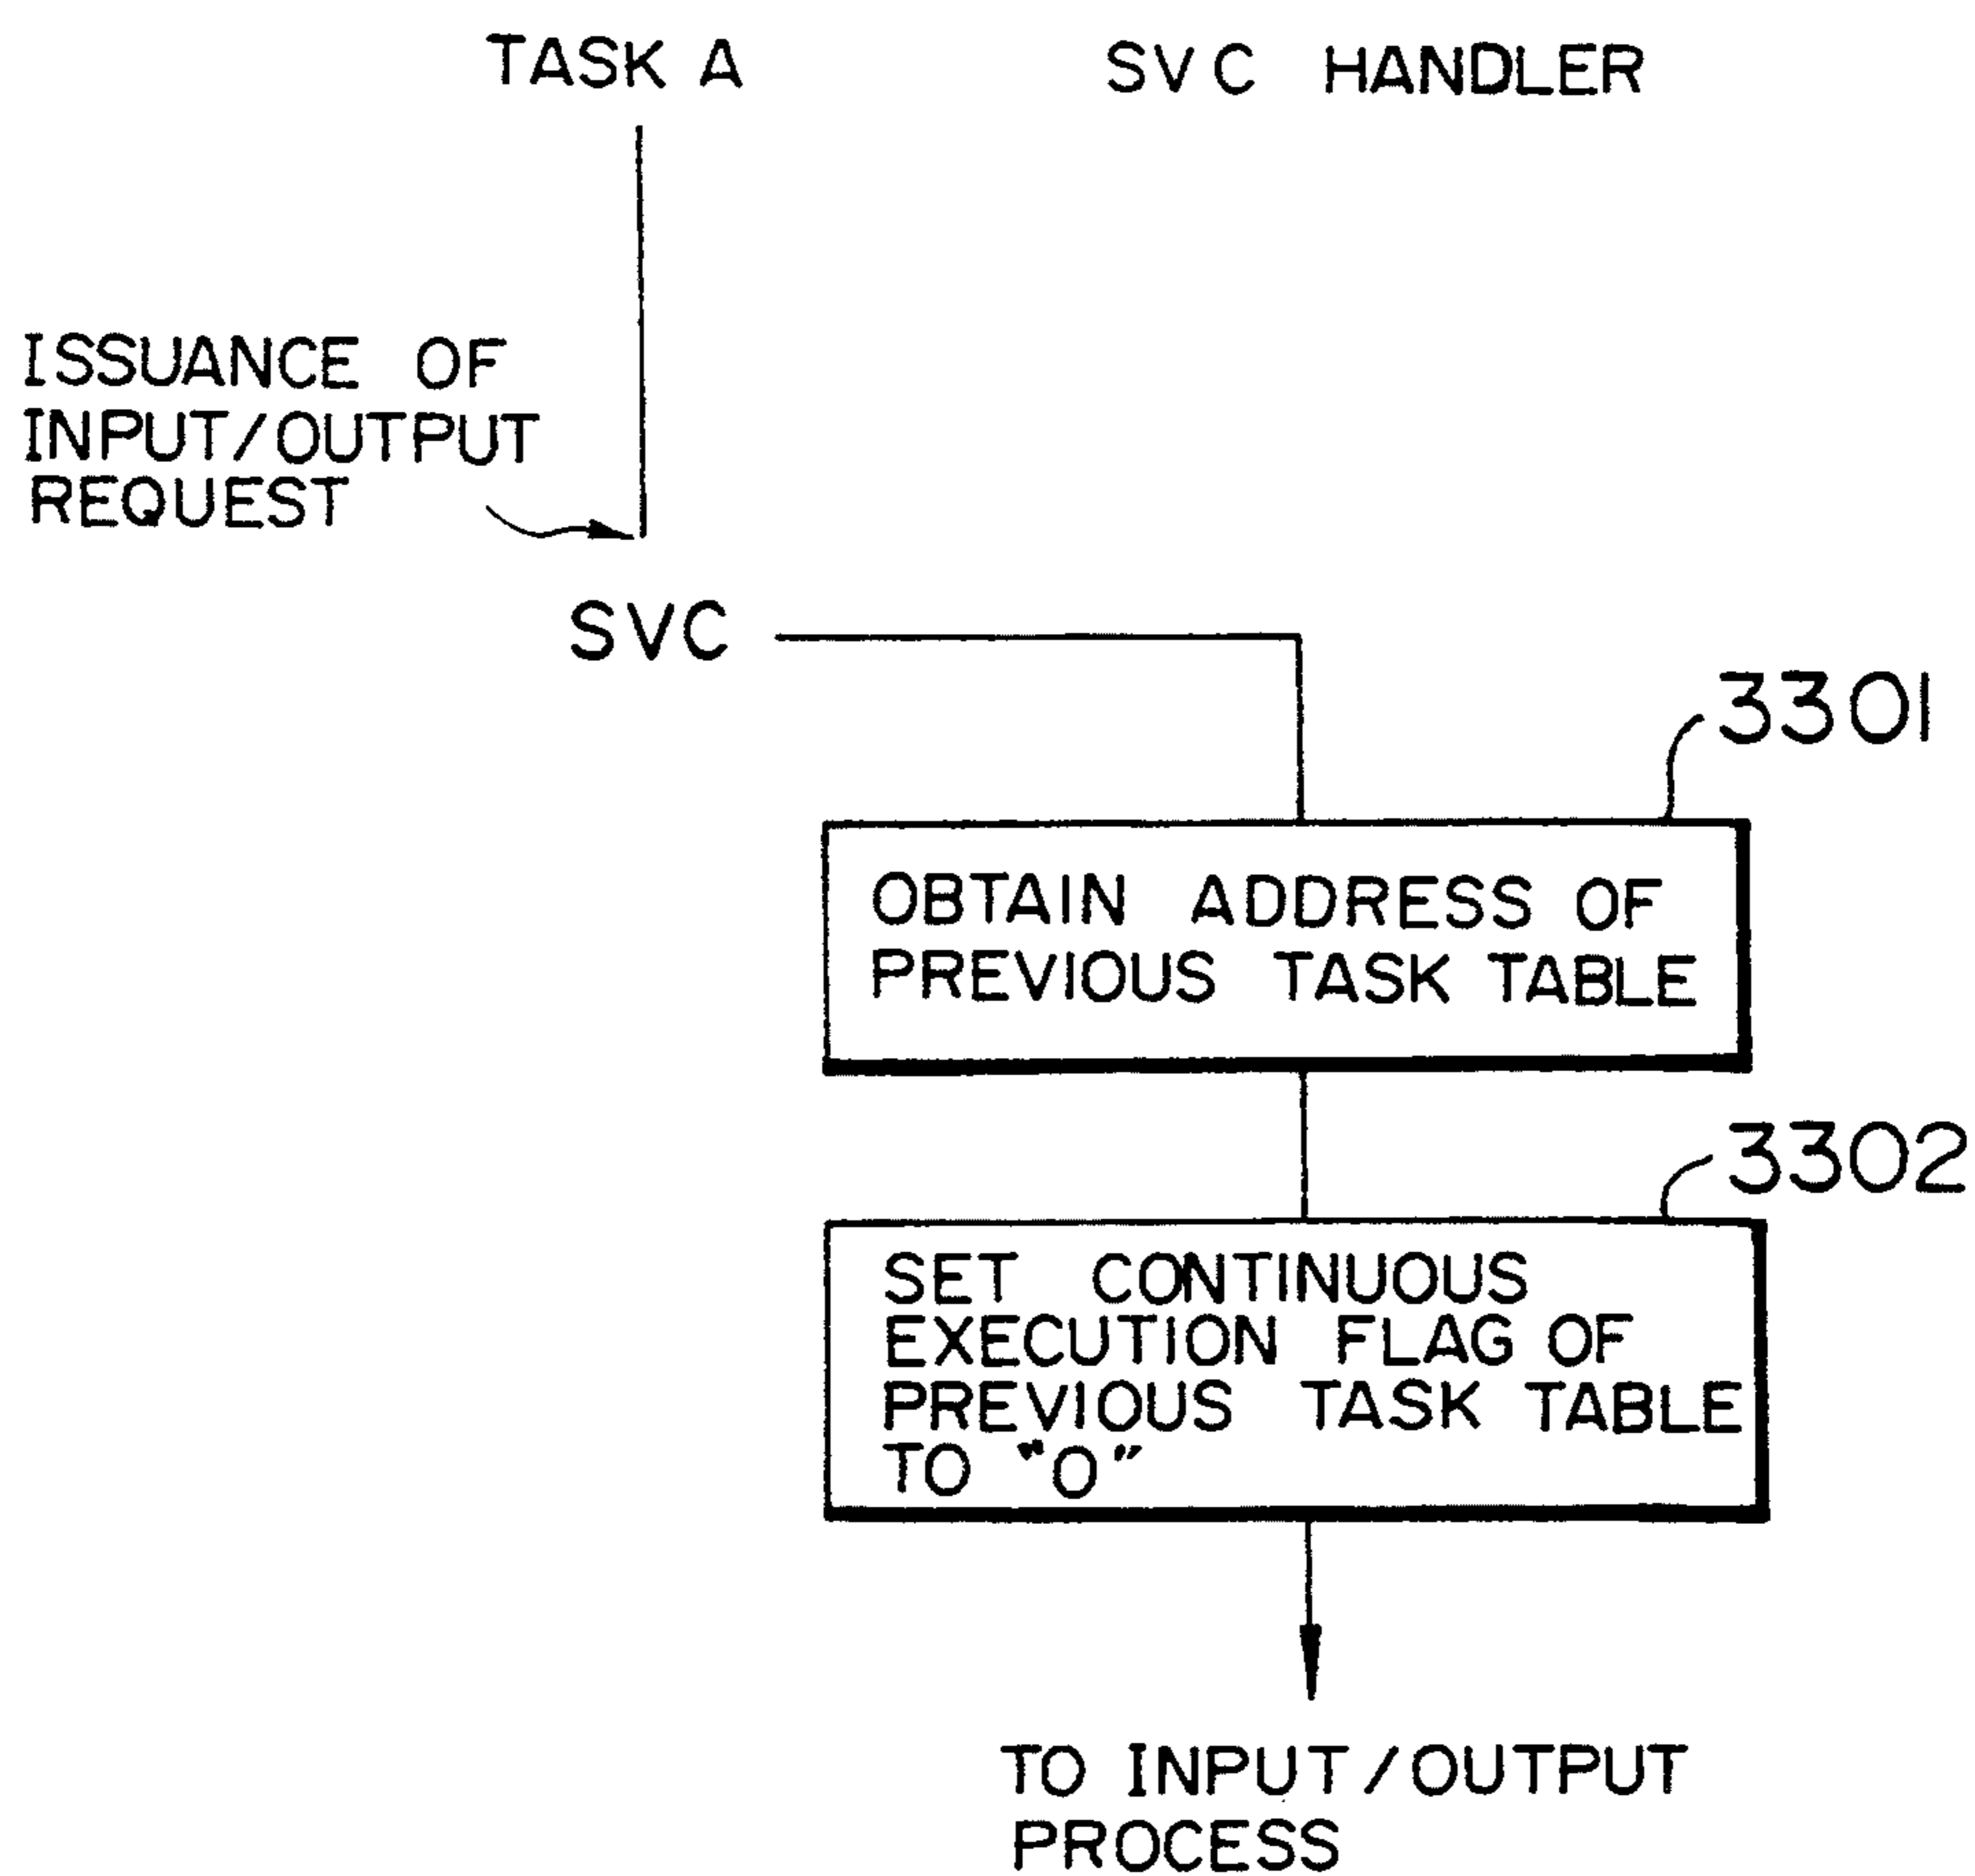 TASK A
SVC HANDLER
ISSUANCE OF
INPUT/OUTPUT
REQUEST
SVC
3301
OBTAIN ADDRESS OF
PREVIOUS TASK TABLE
3302
SET CONTINUOUS
EXECUTION FLAG OF
PREVIOUS TASK TABLE
TO "0"
TO INPUT/OUTPUT
PROCESS